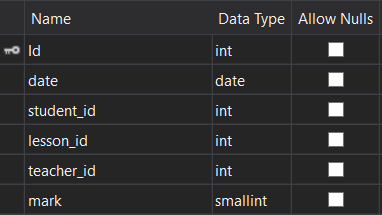 Name Data Type Allow Nulls
Id int
date date
student_id int
lesson_id int
teacher_id int
mark smallint